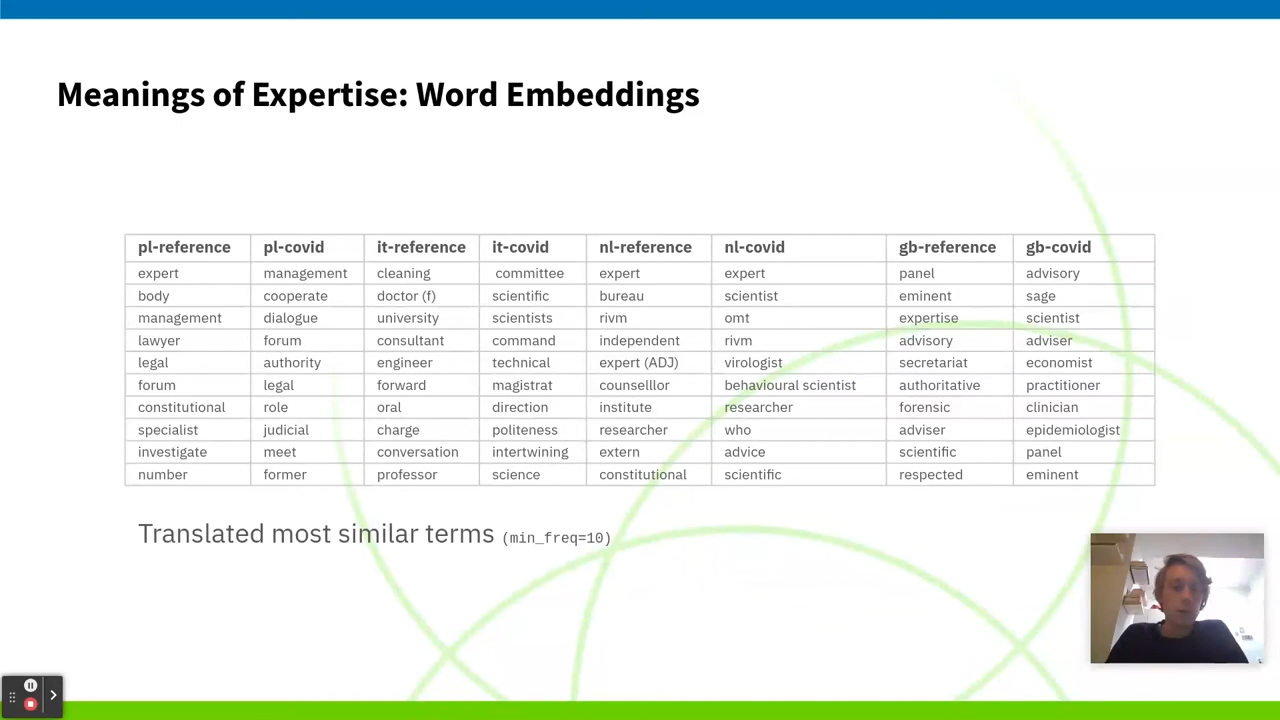 Meanings of Expertise: Word Embeddings
pl-reference pl-covid it-reference it-covid nl-reference nl-covid gb-reference gb-covid
expert management cleaning committee expert expert panel advisory
body cooperate doctor (f) scientific bureau scientist eminent sage
management dialogue university scientists rivm omt expertise scientist
lawyer forum consultant command independent rivm advisory adviser
legal authority engineer technical expert (ADJ) virologist secretariat economist
forum legal forward magistrat counselllor behavioural scientist authoritative practitioner
constitutional role oral direction institute researcher forensic clinician
specialist judicial charge politeness researcher who adviser epidemiologist
investigate meet conversation intertwining extern advice scientific panel
number former professor science constitutional scientific respected eminent
Translated most similar terms (min_freq=10)